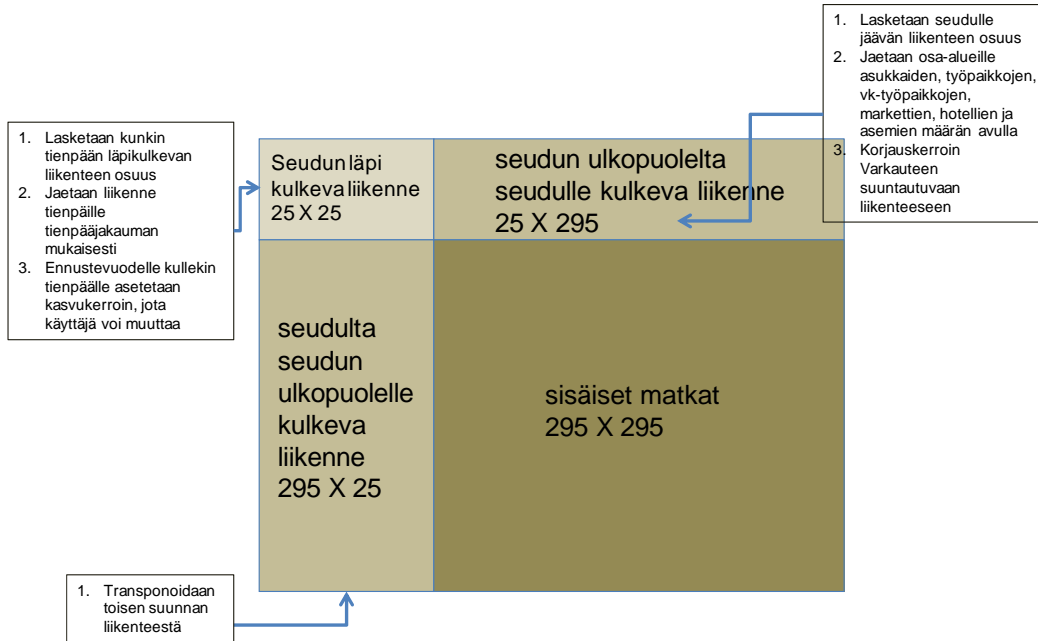 1. Lasketaan seudulle
jäävän liikenteen osuus
2. Jaetaan osa-alueille
asukkaiden, työpaikkojen,
vk-työpaikkojen,
markettien, hotellien ja
asemien määrän avulla
3. Korjauskerroin
Varkauteen
suuntautuvaan
liikenteeseen
1. Lasketaan kunkin
tienpään läpikulkevan
liikenteen osuus
2. Jaetaan liikenne
tienpäille
tienpääjakauman
mukaisesti
3. Ennustevuodelle kullekin
tienpäälle asetetaan
kasvukerroin, jota
käyttäjä voi muuttaa
Seudun läpi
kulkeva liikenne
25 X 25
seudun ulkopuolelta
seudulle kulkeva liikenne
25 X 295
seudulta
seudun
ulkopuolelle
kulkeva
liikenne
295 X 25
sisäiset matkat
295 X 295
1. Transponoidaan
toisen suunnan
liikenteestä